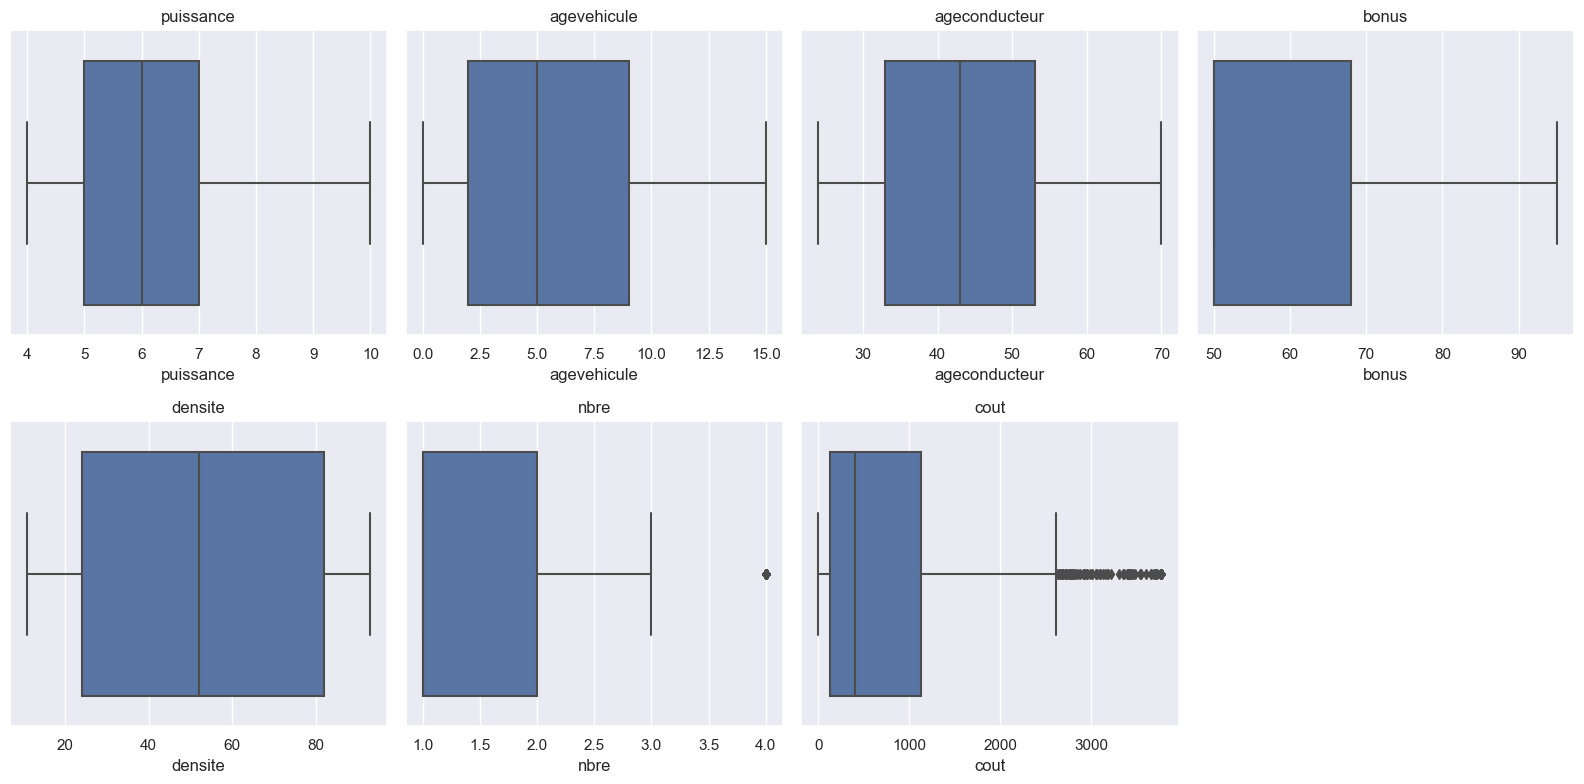 puissance agevehicule ageconducteur bonus
4 5 6 7 8 9 10 0.0 2.5 5.0 7.5 10.0 12.5 15.0 30 40 50 60 70 50 60 70 80 90
puissance agevehicule ageconducteur bonus
densite nbre cout
20 40 60 80 1.0 1.5 2.0 2.5 3.0 3.5 4.0 0 1000 2000 3000
densite nbre cout